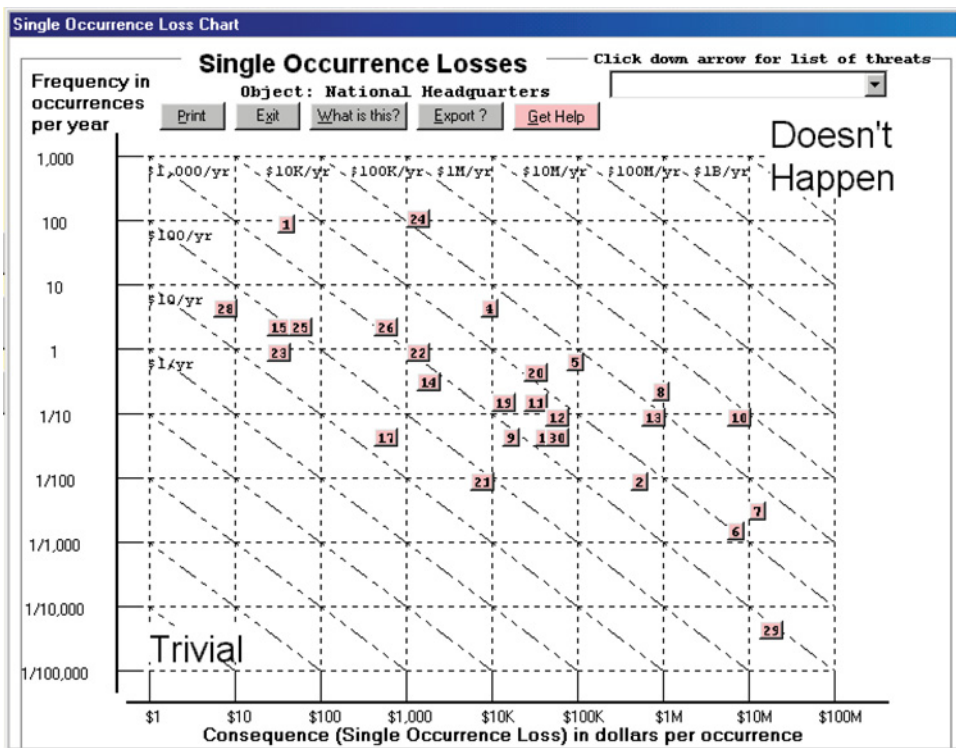 Single Occurrence Loss Chart
Single Occurrence Losses
Click down arrow for list of threats
Frequency in
occurrences
per year
Object: National Headquarters
Print Exit What is this? Export ? Get Help
Doesn't
Happen
1,000
$1,000/yr $10K/yr $100K/yr $1M/yr $10M/yr $100M/yr $1B/yr
100
1 24
$100/yr
10
$10/yr
28 4
15 25 26
1
23 22
$1/yr
5
20
14
8
19 11
1/10
12 13 10
17 9 30
1/100
21 2
7
6
1/1,000
1/10,000
29
Trivial
1/100,000
$1 $10 $100 $1,000 $10K $100K $1M $10M $100M
Consequence (Single Occurrence Loss) in dollars per occurrence